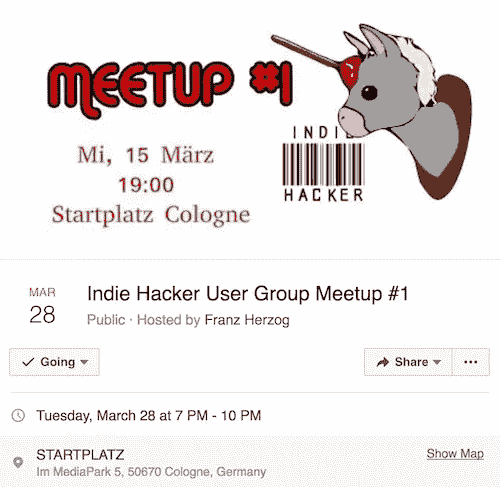 MEETUP #1
Mi, 15 März
19:00
Startplatz Cologne
INDIE
HACKER
MAR
28
Indie Hacker User Group Meetup #1
Public · Hosted by Franz Herzog
Going
Share
Tuesday, March 28 at 7 PM - 10 PM
STARTPLATZ
Show Map
Im MediaPark 5, 50670 Cologne, Germany